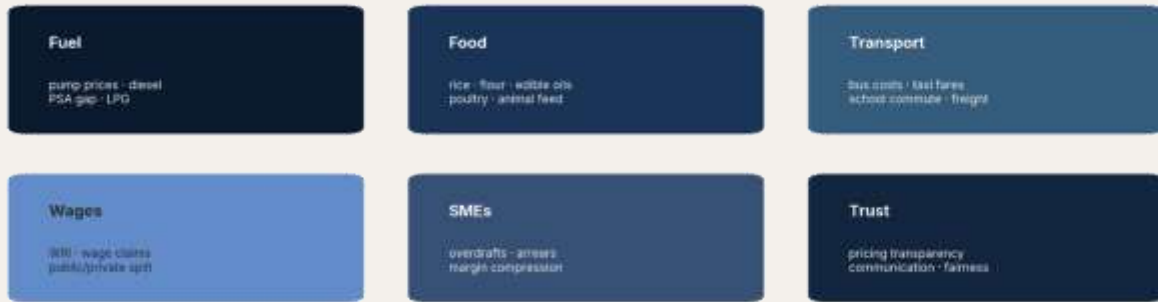 Fuel
pump prices · diesel
PSA gap · LPG
Food
rice · flour · edible oils
poultry · animal feed
Transport
bus costs · taxi fares
school commute · freight
Wages
WRI · wage claims
public/private split
SMEs
overdrafts · arrears
margin compression
Trust
pricing transparency
communication · fairness